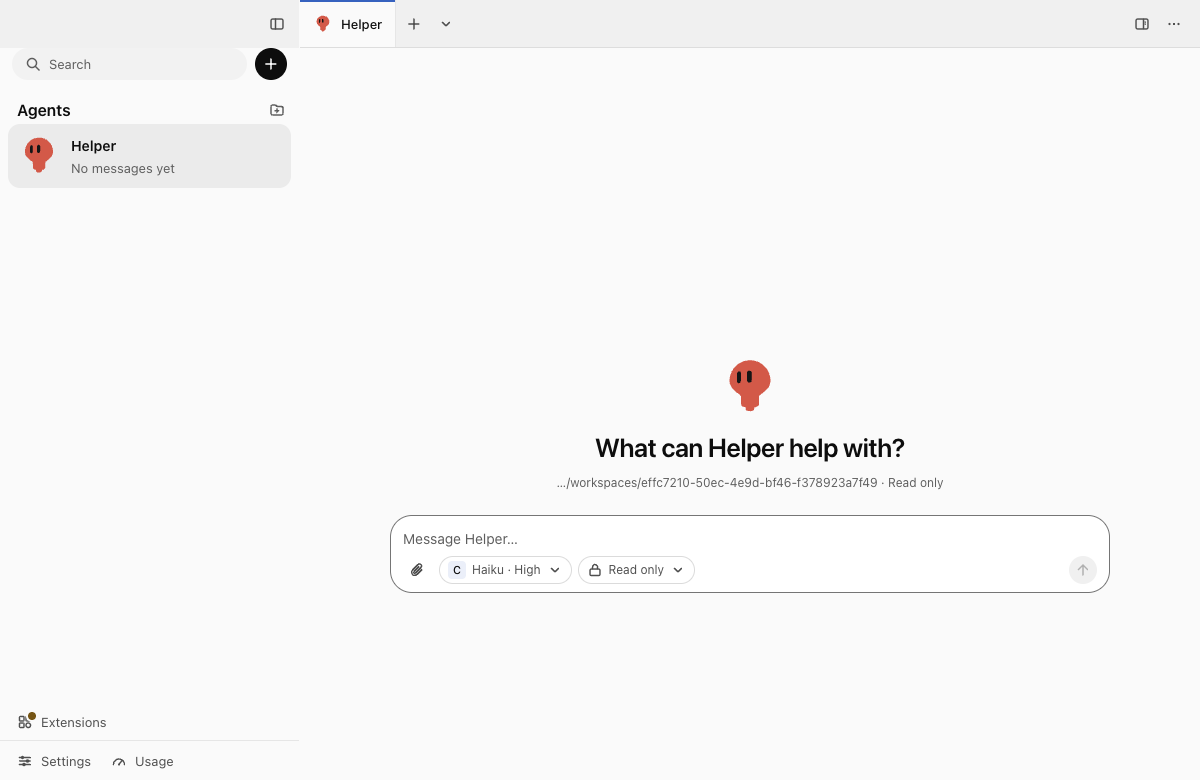 Helper
Search
Agents
Helper
No messages yet
What can Helper help with?
.../workspaces/effc7210-50ec-4e9d-bf46-f378923a7f49 · Read only
Message Helper...
C Haiku · High
Read only
Extensions
Settings
Usage